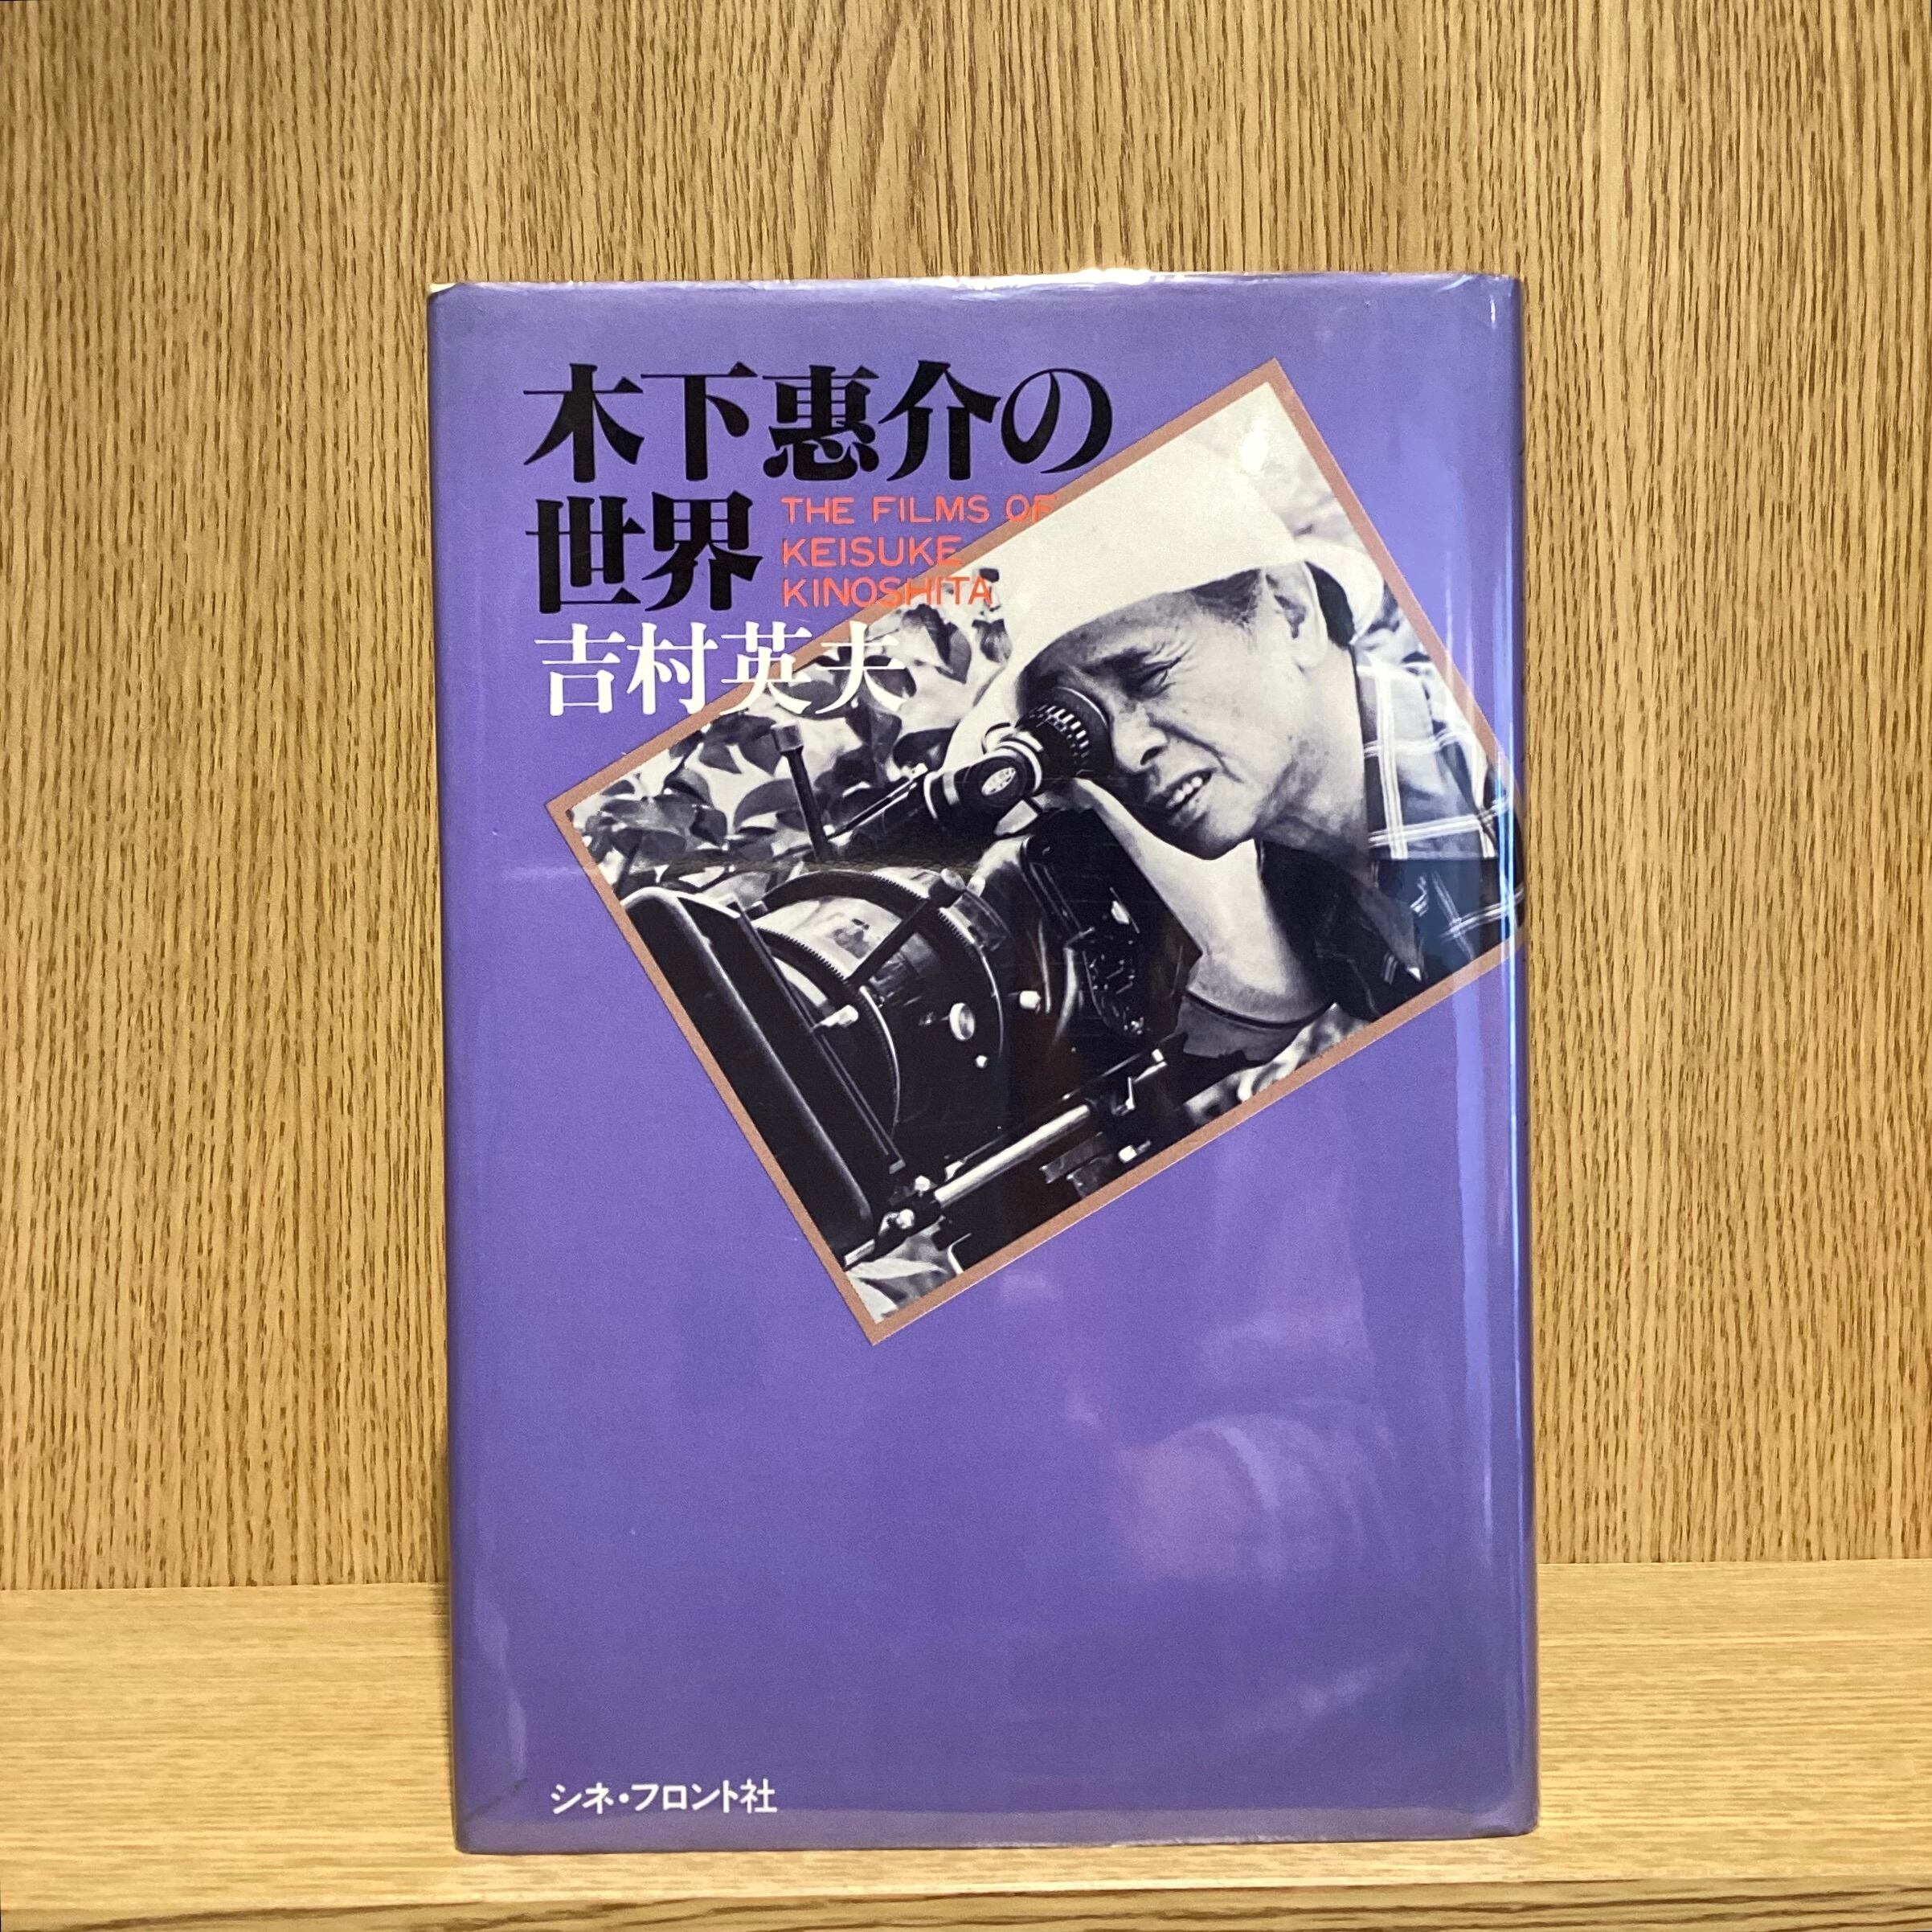 木下惠介の
世界
THE FILMS OF
KEISUKE
KINOSHITA
吉村英夫
シネ・フロント社